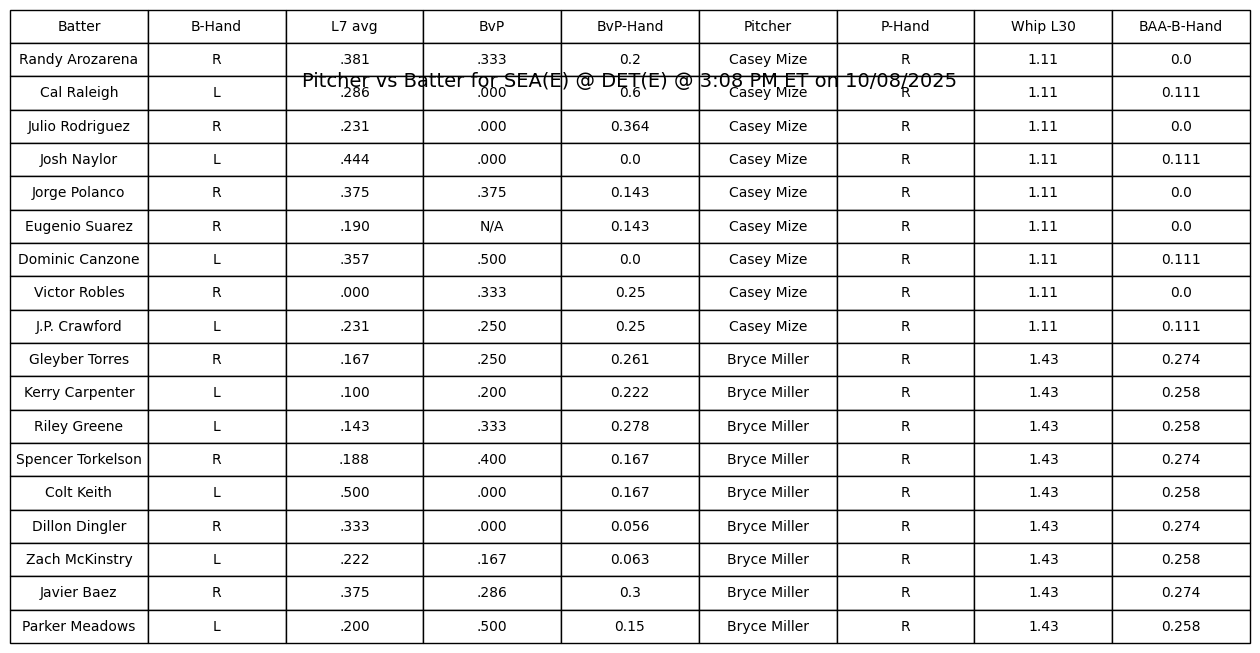 Batter B-Hand L7 avg BvP BvP-Hand Pitcher P-Hand Whip L30 BAA-B-Hand
Randy Arozarena R .381 .333 0.2 Casey Mize R 1.11 0.0
Pitcher vs Batter for SEA(E) @ DET(E) @ 3:08 PM ET on 10/08/2025
Cal Raleigh L .286 .000 0.6 Casey Mize R 1.11 0.111
Julio Rodriguez R .231 .000 0.364 Casey Mize R 1.11 0.0
Josh Naylor L .444 .000 0.0 Casey Mize R 1.11 0.111
Jorge Polanco R .375 .375 0.143 Casey Mize R 1.11 0.0
Eugenio Suarez R .190 N/A 0.143 Casey Mize R 1.11 0.0
Dominic Canzone L .357 .500 0.0 Casey Mize R 1.11 0.111
Victor Robles R .000 .333 0.25 Casey Mize R 1.11 0.0
J.P. Crawford L .231 .250 0.25 Casey Mize R 1.11 0.111
Gleyber Torres R .167 .250 0.261 Bryce Miller R 1.43 0.274
Kerry Carpenter L .100 .200 0.222 Bryce Miller R 1.43 0.258
Riley Greene L .143 .333 0.278 Bryce Miller R 1.43 0.258
Spencer Torkelson R .188 .400 0.167 Bryce Miller R 1.43 0.274
Colt Keith L .500 .000 0.167 Bryce Miller R 1.43 0.258
Dillon Dingler R .333 .000 0.056 Bryce Miller R 1.43 0.274
Zach McKinstry L .222 .167 0.063 Bryce Miller R 1.43 0.258
Javier Baez R .375 .286 0.3 Bryce Miller R 1.43 0.274
Parker Meadows L .200 .500 0.15 Bryce Miller R 1.43 0.258